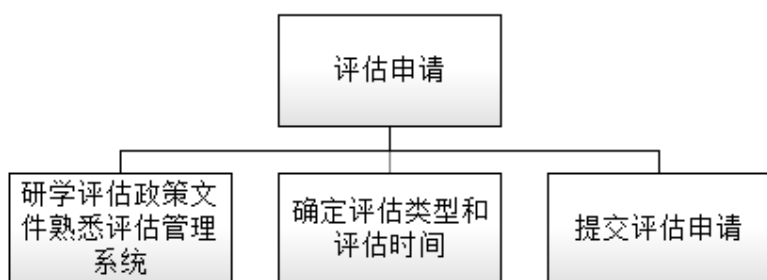 评估申请
研学评估政策文
件熟悉评估管理
系统
确定评估类型和
评估时间
提交评估申请